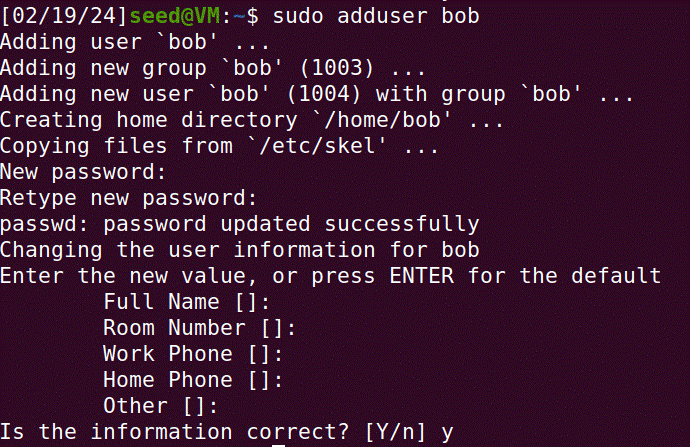 [02/19/24]seed@VM:~$ sudo adduser bob
Adding user `bob' ...
Adding new group `bob' (1003) ...
Adding new user `bob' (1004) with group `bob' ...
Creating home directory `/home/bob' ...
Copying files from `/etc/skel' ...
New password:
Retype new password:
passwd: password updated successfully
Changing the user information for bob
Enter the new value, or press ENTER for the default
        Full Name []:
        Room Number []:
        Work Phone []:
        Home Phone []:
        Other []:
Is the information correct? [Y/n] y